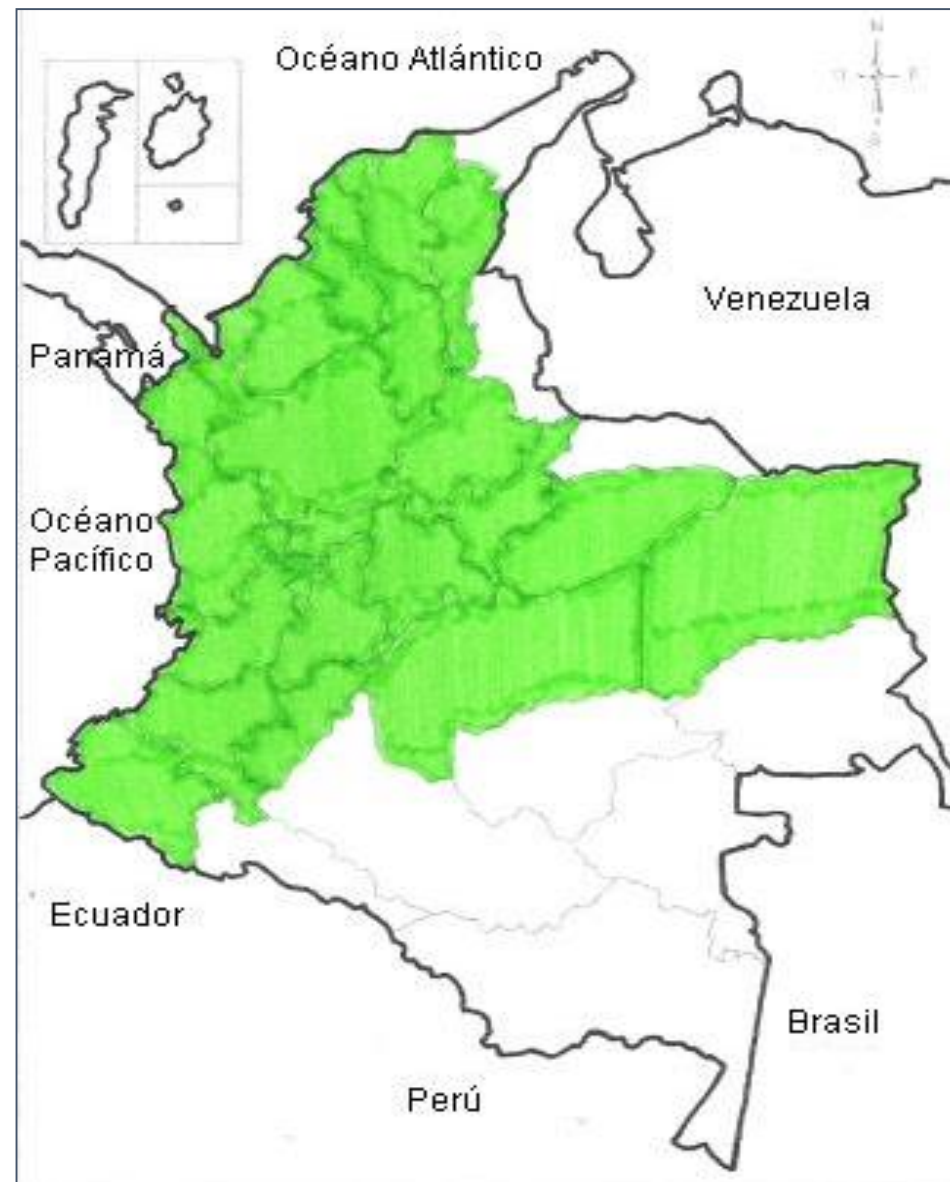 Océano Atlántico
N
Venezuela
Panamá
Océano
Pacífico
Ecuador
Brasil
Perú